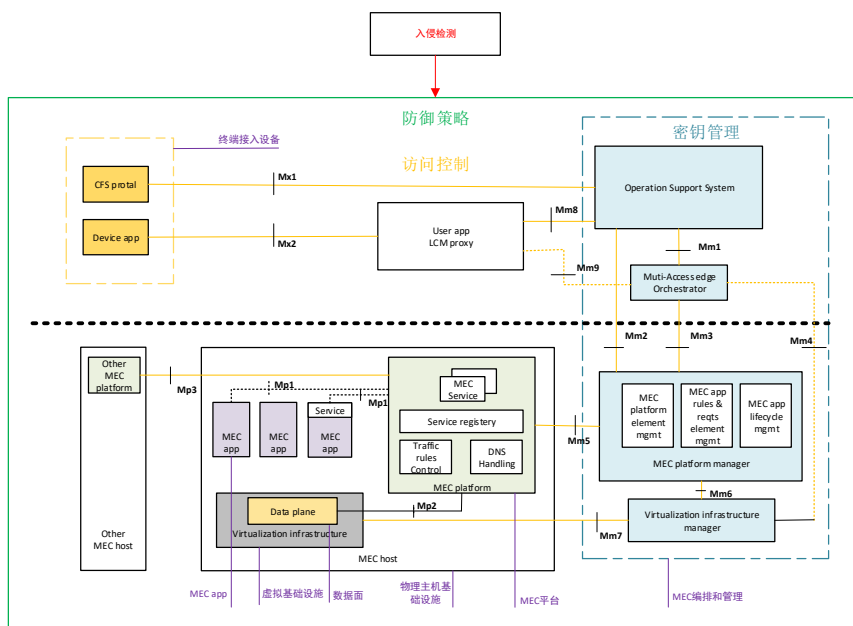 入侵检测
防御策略
密钥管理
终端接入设备
访问控制
CFS protal
Mx1
Operation Support System
Device app
Mx2
User app
LCM proxy
Mm8
Mm1
Mm9
Muti-Access edge
Orchestrator
Mm2
Mm3
Mm4
Other
MEC
platform
Mp3
Mp1
Mp1
MEC
Service
Service
MEC
app
MEC
app
MEC
app
Service registery
Traffic
rules
Control
DNS
Handling
MEC platform
Mm5
MEC
platform
element
mgmt
MEC app
rules &
reqts
element
mgmt
MEC app
lifecycle
mgmt
MEC platform manager
Mm6
Data plane
Mp2
Virtualization infrastructure
Mm7
Virtualization infrastructure
manager
Other
MEC host
MEC host
MEC app
虚拟基础设施
数据面
物理主机基
础设施
MEC平台
MEC编排和管理